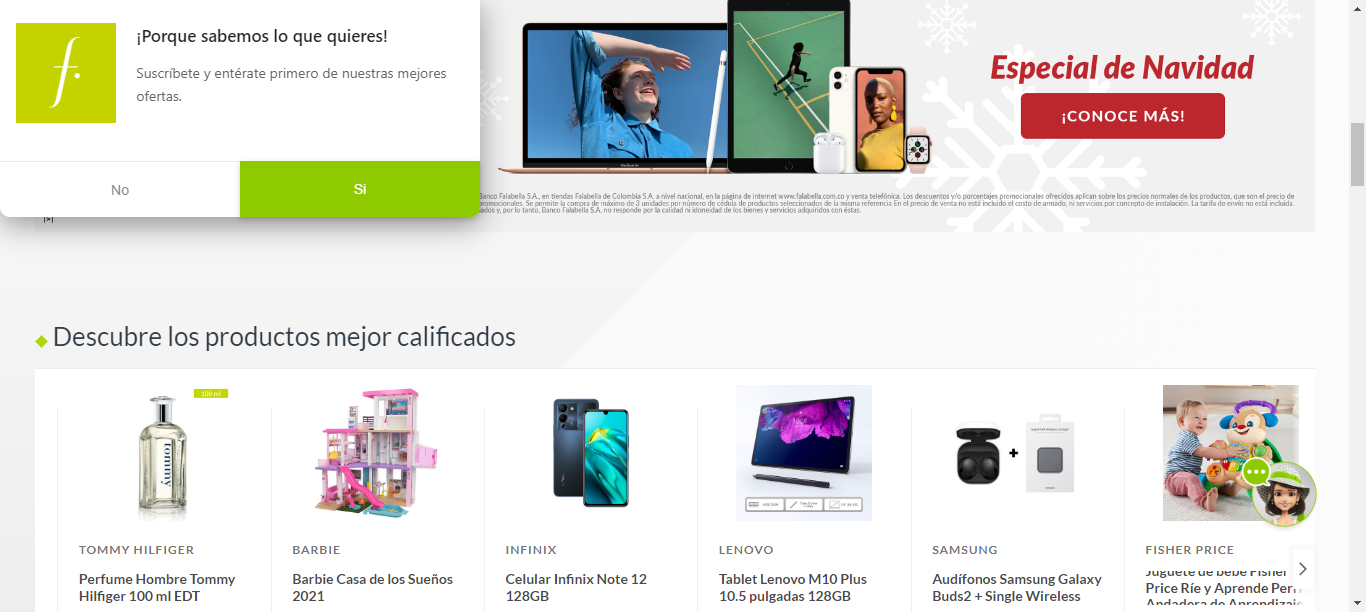 ¡Porque sabemos lo que quieres!
Suscríbete y entérate primero de nuestras mejores
ofertas.
No
Si
Especial de Navidad
¡CONOCE MÁS!
Banco Falabella S.A., en tiendas Falabella de Colombia S.A. a nivel nacional, en la página de internet www.falabella.com.co y venta telefónica. Los descuentos y/o porcentajes promocionales ofrecidos aplican sobre los precios normales de los productos, que son el precio de
promocionales. Se permite la compra de máximo de 3 unidades por número de cédula de productos seleccionados de la misma referencia En el precio de venta no está incluido el costo de armado, ni servicios por concepto de instalación. La tarifa de envío no está incluida.
y, por lo tanto, Banco Falabella S.A. no responde por la calidad ni idoneidad de los bienes y servicios adquiridos con éstas.
Descubre los productos mejor calificados
100 ml
Tommy
TOMMY HILFIGER
Perfume Hombre Tommy
Hilfiger 100 ml EDT
BARBIE
Barbie Casa de los Sueños
2021
INFINIX
Celular Infinix Note 12
128GB
LENOVO
Tablet Lenovo M10 Plus
10.5 pulgadas 128GB
+
SAMSUNG
Audífonos Samsung Galaxy
Buds2 + Single Wireless
FISHER PRICE
Juguete de bebé Fisher
Price Ríe y Aprende Perri
Andadera de Aprendizaje